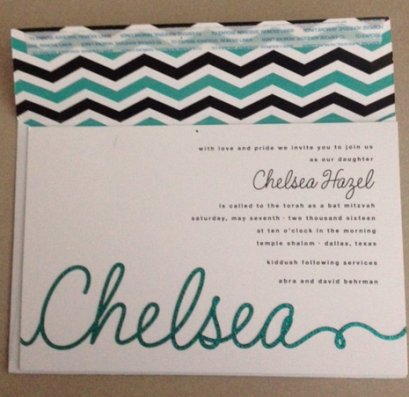 with love and pride we invite you to join us
as our daughter
Chelsea Hazel
is called to the torah as a bat mitzvah
saturday, may seventh · two thousand sixteen
at ten o'clock in the morning
temple shalom · dallas, texas
kiddush following services
abra and david behrman
Chelsea